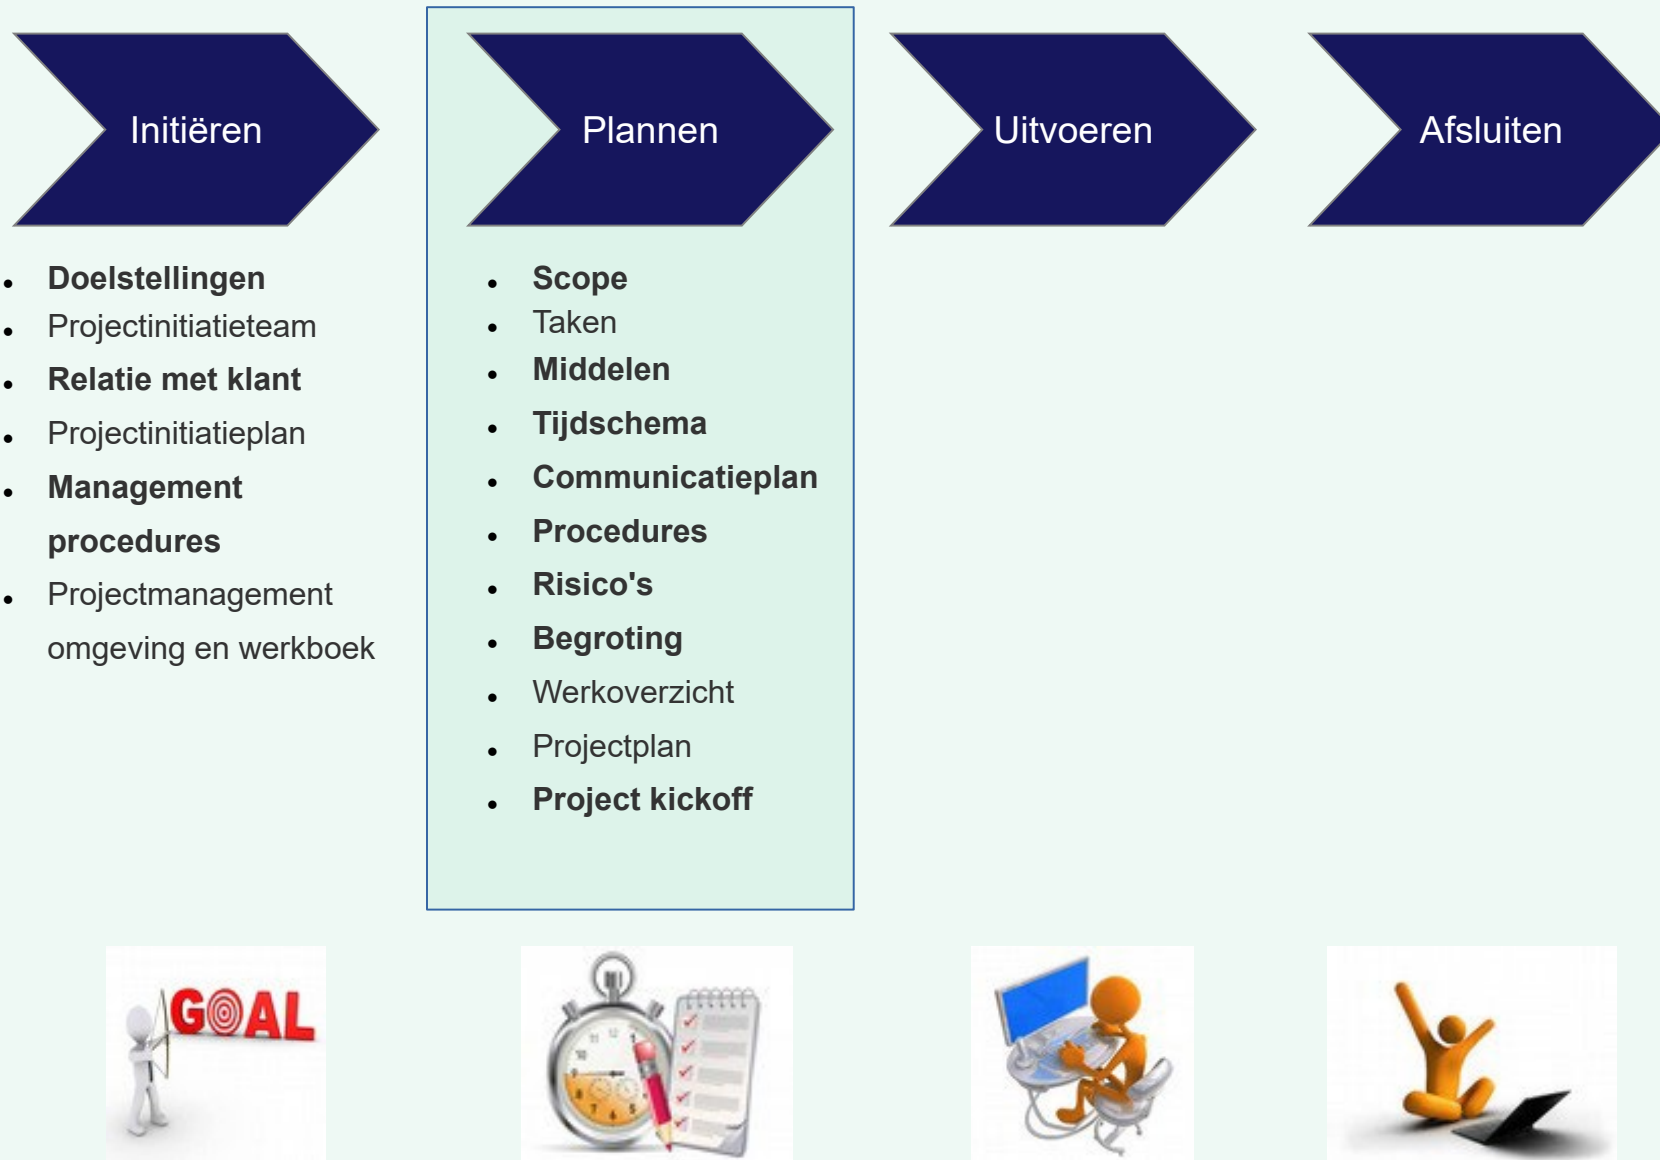 Initiëren
Plannen
Uitvoeren
Afsluiten
Doelstellingen
Projectinitiatieteam
Relatie met klant
Projectinitiatieplan
Management
procedures
Projectmanagement
omgeving en werkboek
Scope
Taken
Middelen
Tijdschema
Communicatieplan
Procedures
Risico's
Begroting
Werkoverzicht
Projectplan
Project kickoff
GOAL